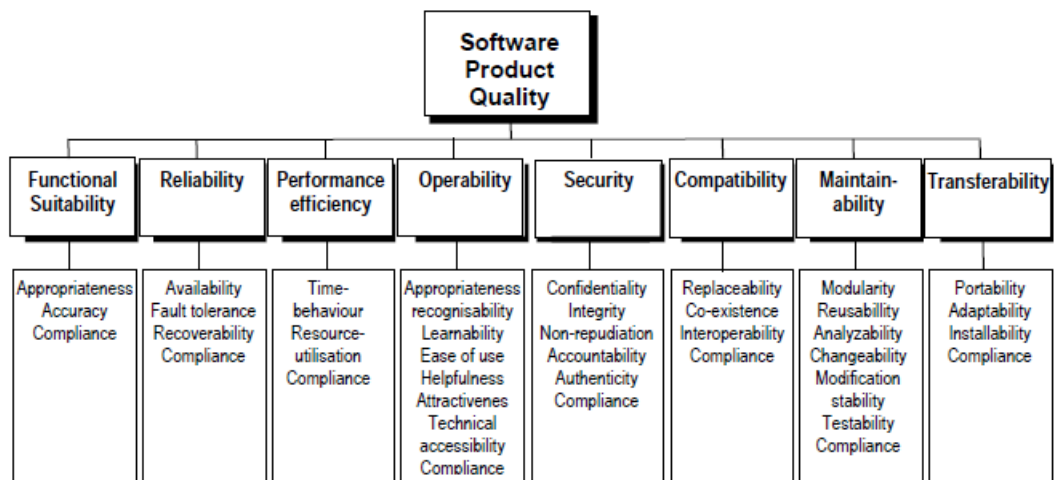 Software
Product
Quality
Functional
Suitability
Reliability
Performance
efficiency
Operability
Security
Compatibility
Maintain-
ability
Transferability
Appropriateness
Accuracy
Compliance
Availability
Fault tolerance
Recoverability
Compliance
Time-
behaviour
Resource-
utilisation
Compliance
Appropriateness
recognisability
Learnability
Ease of use
Helpfulness
Attractivenes
Technical
accessibility
Compliance
Confidentiality
Integrity
Non-repudiation
Accountability
Authenticity
Compliance
Replaceability
Co-existence
Interoperability
Compliance
Modularity
Reusabillity
Analyzability
Changeability
Modification
stability
Testability
Compliance
Portability
Adaptability
Installability
Compliance